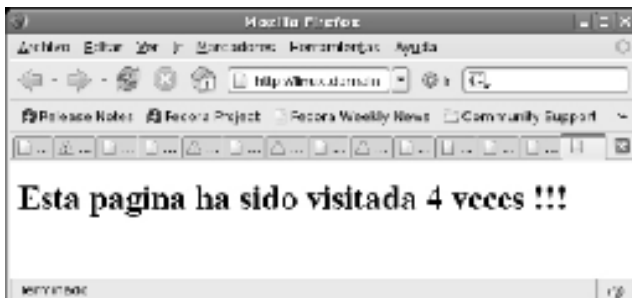 Mozilla Firefox
Archivo Editar Ver Ir Marcadores Herramientas Ayuda
Release Notes Fedora Project Fedora Weekly News Community Support
Esta pagina ha sido visitada 4 veces !!!
Terminado